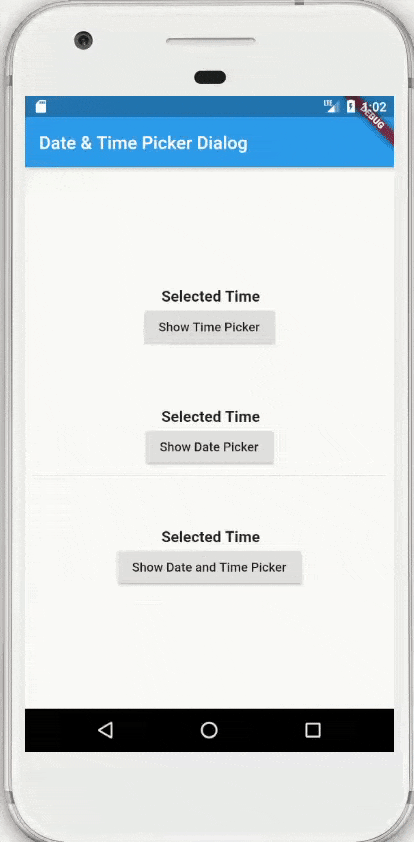 LTE 1:02
DEBUG
Date & Time Picker Dialog
Selected Time
Show Time Picker
Selected Time
Show Date Picker
Selected Time
Show Date and Time Picker